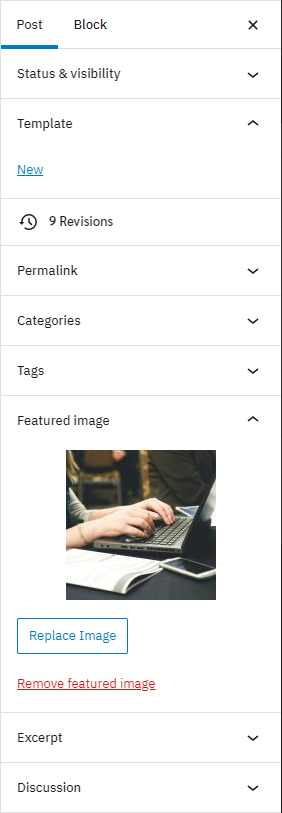 Post Block
Status & visibility
Template
New
9 Revisions
Permalink
Categories
Tags
Featured image
Replace Image
Remove featured image
Excerpt
Discussion